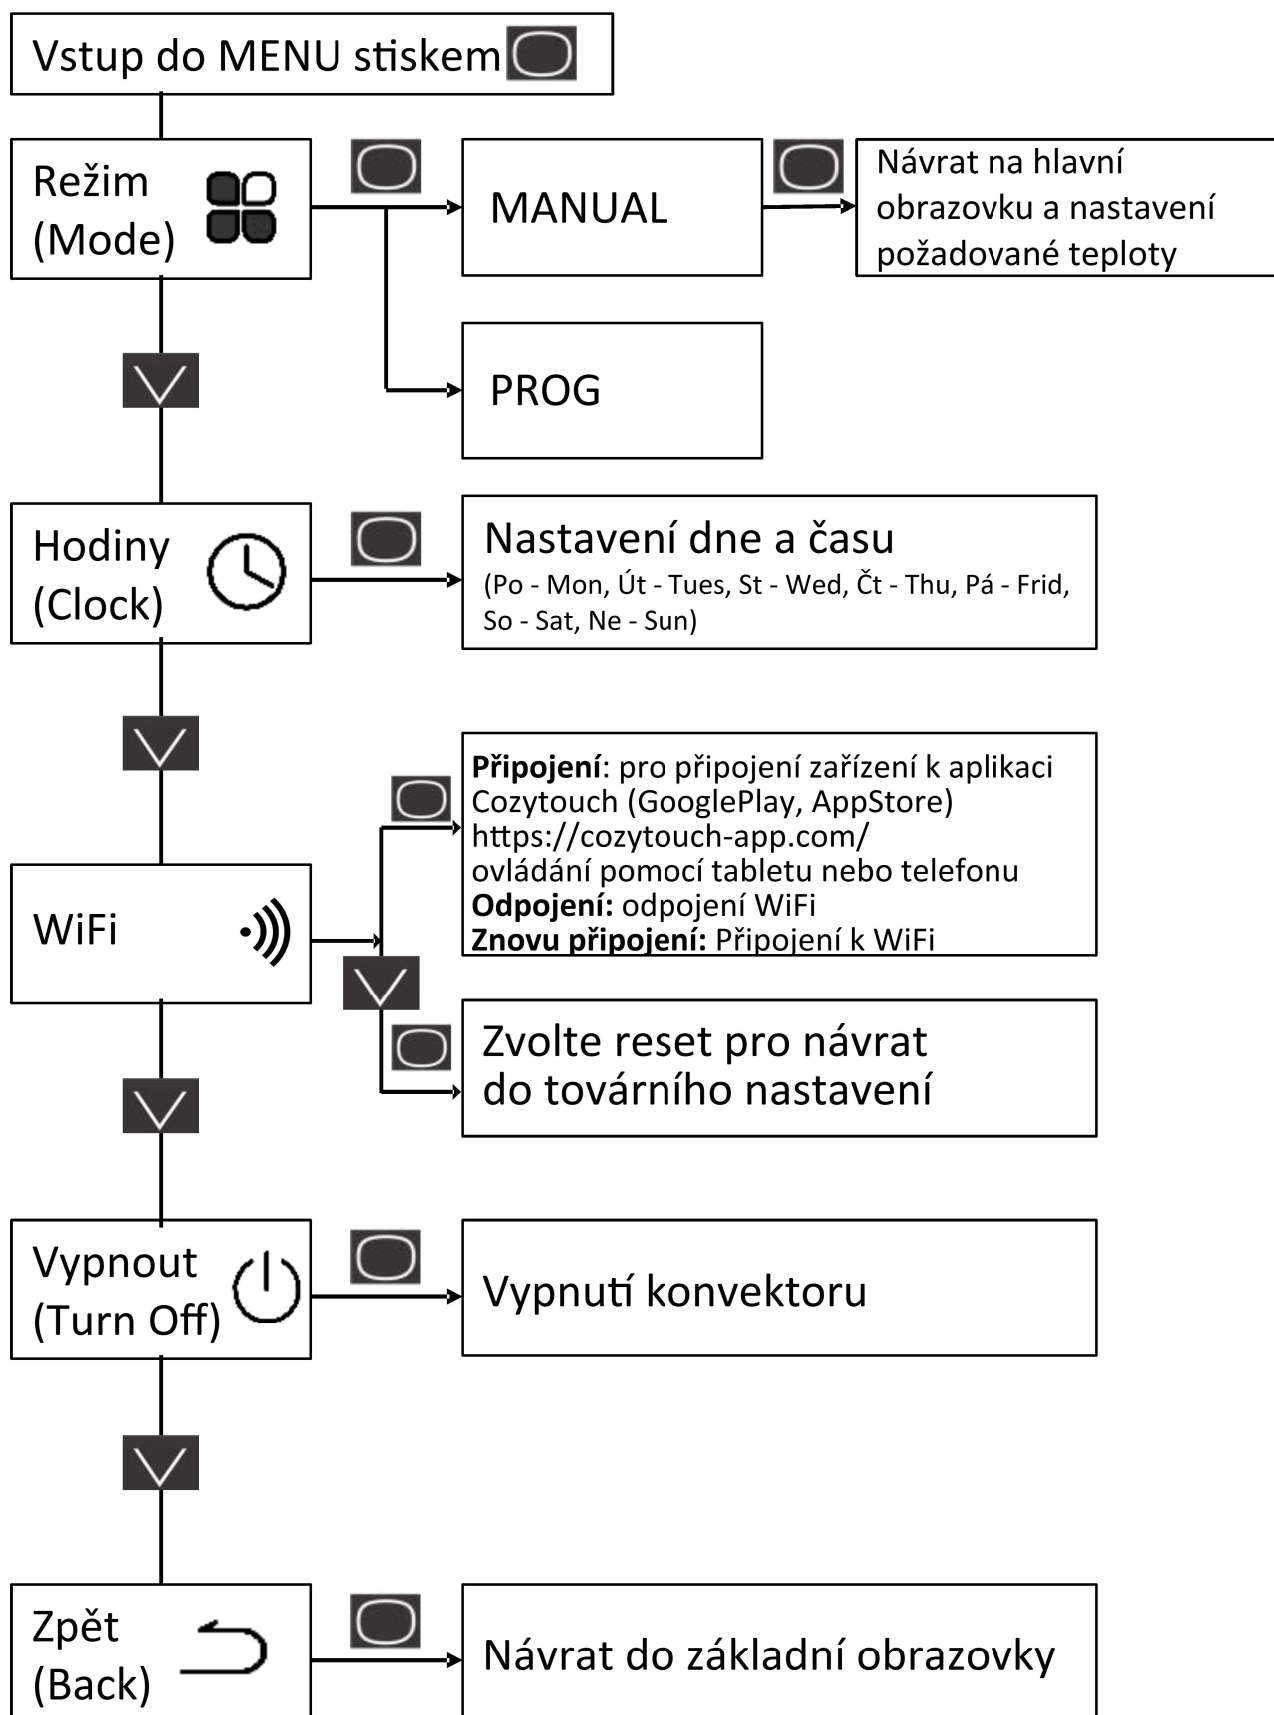 Vstup do MENU stiskem
Režim
(Mode)
MANUAL
Návrat na hlavní
obrazovku a nastavení
požadované teploty
PROG
Hodiny
(Clock)
Nastavení dne a času
(Po - Mon, Út - Tues, St - Wed, Čt - Thu, Pá - Frid,
So - Sat, Ne - Sun)
WiFi
Připojení: pro připojení zařízení k aplikaci
Cozytouch (GooglePlay, AppStore)
https://cozytouch-app.com/
ovládání pomocí tabletu nebo telefonu
Odpojení: odpojení WiFi
Znovu připojení: Připojení k WiFi
Zvolte reset pro návrat
do továrního nastavení
Vypnout
(Turn Off)
Vypnutí konvektoru
Zpět
(Back)
Návrat do základní obrazovky